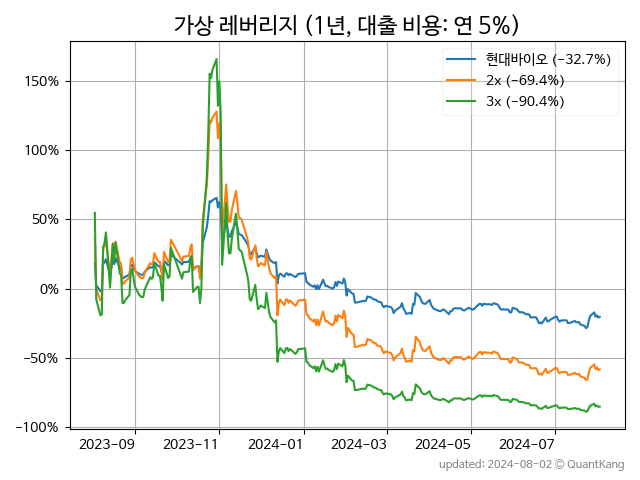 가상 레버리지 (1년, 대출 비용: 연 5%)
현대바이오 (−32.7%)
2x (−69.4%)
3x (−90.4%)
150%
100%
50%
0%
−50%
−100%
2023-09 2023-11 2024-01 2024-03 2024-05 2024-07
updated: 2024-08-02 © QuantKang